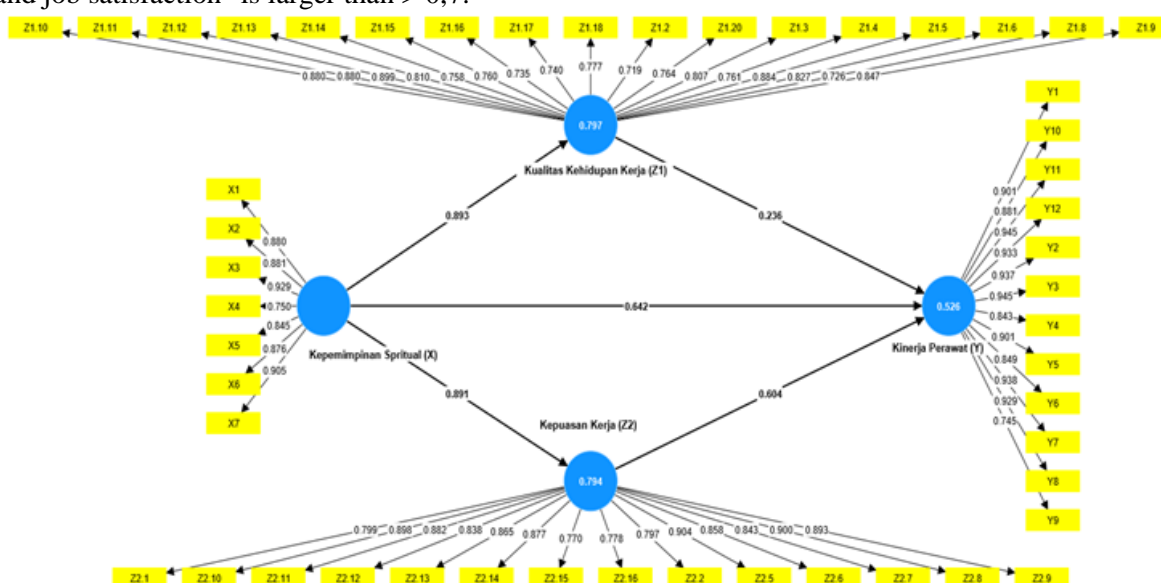 and job satisfaction" is larger than > 0,7.
Z1.10 Z1.11 Z1.12 Z1.13 Z1.14 Z1.15 Z1.16 Z1.17 Z1.18 Z1.2 Z1.20 Z1.3 Z1.4 Z1.5 Z1.6 Z1.8 Z1.9
0.880 0.880 0.899 0.810 0.758 0.760 0.735 0.740 0.777 0.719 0.764 0.807 0.761 0.884 0.827 0.726 0.847
0.797
Kualitas Kehidupan Kerja (Z1)
X1
X2
X3
X4
X5
X6
X7
0.880
0.881
0.929
0.750
0.845
0.876
0.905
Kepemimpinan Spritual (X)
0.893
0.236
0.642
0.891
0.604
0.526
Kinerja Perawat (Y)
0.901
0.881
0.945
0.933
0.937
0.945
0.843
0.901
0.849
0.938
0.929
0.745
Y1
Y10
Y11
Y12
Y2
Y3
Y4
Y5
Y6
Y7
Y8
Y9
Kepuasan Kerja (Z2)
0.794
0.799 0.898 0.882 0.838 0.865 0.877 0.770 0.778 0.797 0.904 0.858 0.843 0.900 0.893
Z2.1 Z2.10 Z2.11 Z2.12 Z2.13 Z2.14 Z2.15 Z2.16 Z2.2 Z2.5 Z2.6 Z2.7 Z2.8 Z2.9